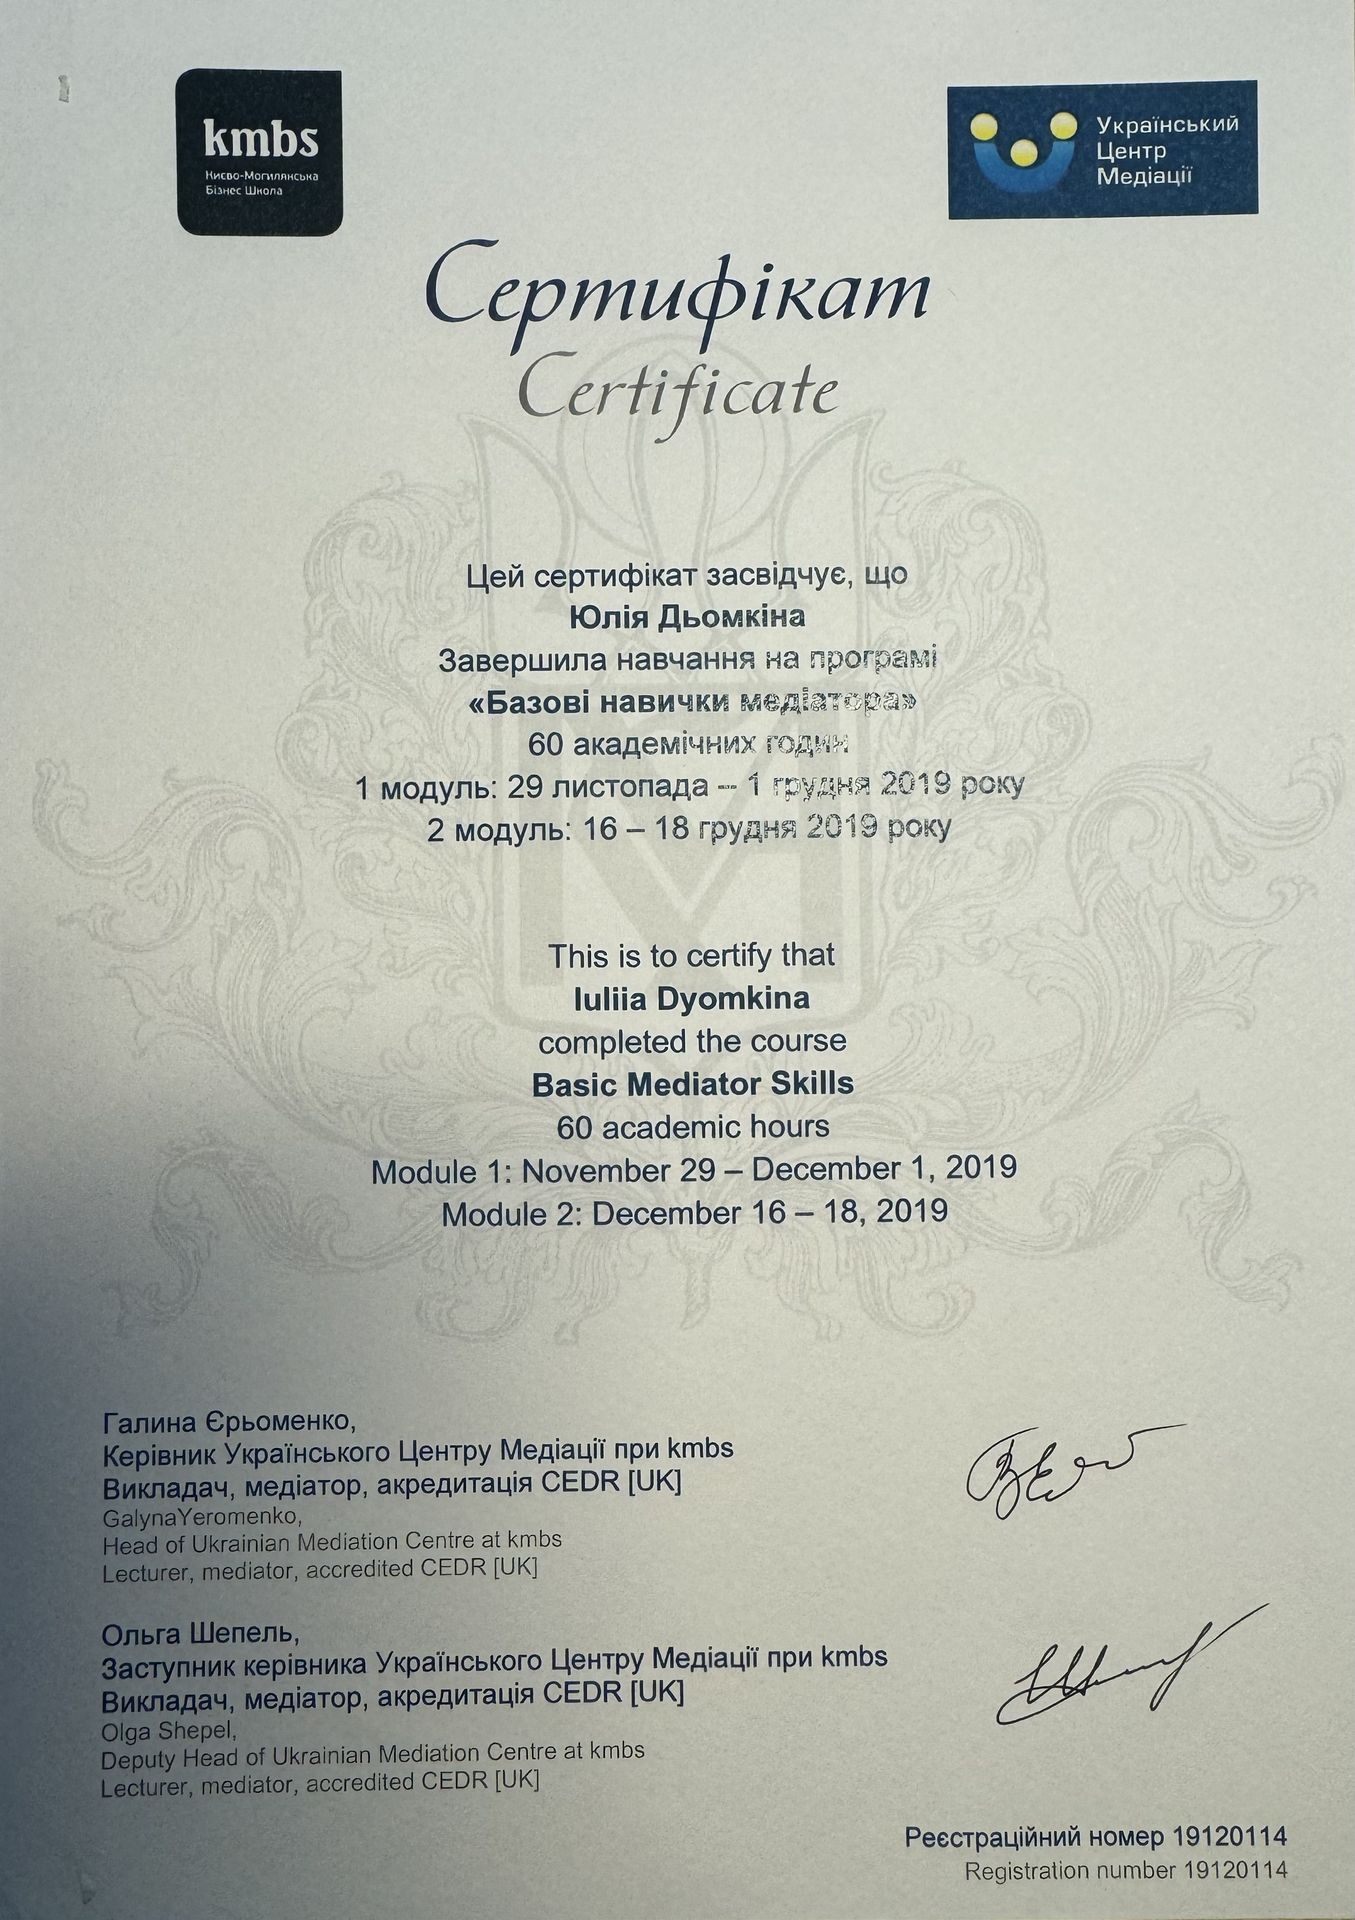 kmbs
Києво-Могилянська
Бізнес Школа
Український
Центр
Медіації
Сертифікат
Certificate
Цей сертифікат засвідчує, що
Юлія Дьомкіна
Завершила навчання на програмі
«Базові навички медіатора»
60 академічних годин
1 модуль: 29 листопада – 1 грудня 2019 року
2 модуль: 16 – 18 грудня 2019 року
This is to certify that
Iuliia Dyomkina
completed the course
Basic Mediator Skills
60 academic hours
Module 1: November 29 – December 1, 2019
Module 2: December 16 – 18, 2019
Галина Єрьоменко,
Керівник Українського Центру Медіації при kmbs
Викладач, медіатор, акредитація CEDR [UK]
GalynaYeromenko,
Head of Ukrainian Mediation Centre at kmbs
Lecturer, mediator, accredited CEDR [UK]
Ольга Шепель,
Заступник керівника Українського Центру Медіації при kmbs
Викладач, медіатор, акредитація CEDR [UK]
Olga Shepel,
Deputy Head of Ukrainian Mediation Centre at kmbs
Lecturer, mediator, accredited CEDR [UK]
Реєстраційний номер 19120114
Registration number 19120114